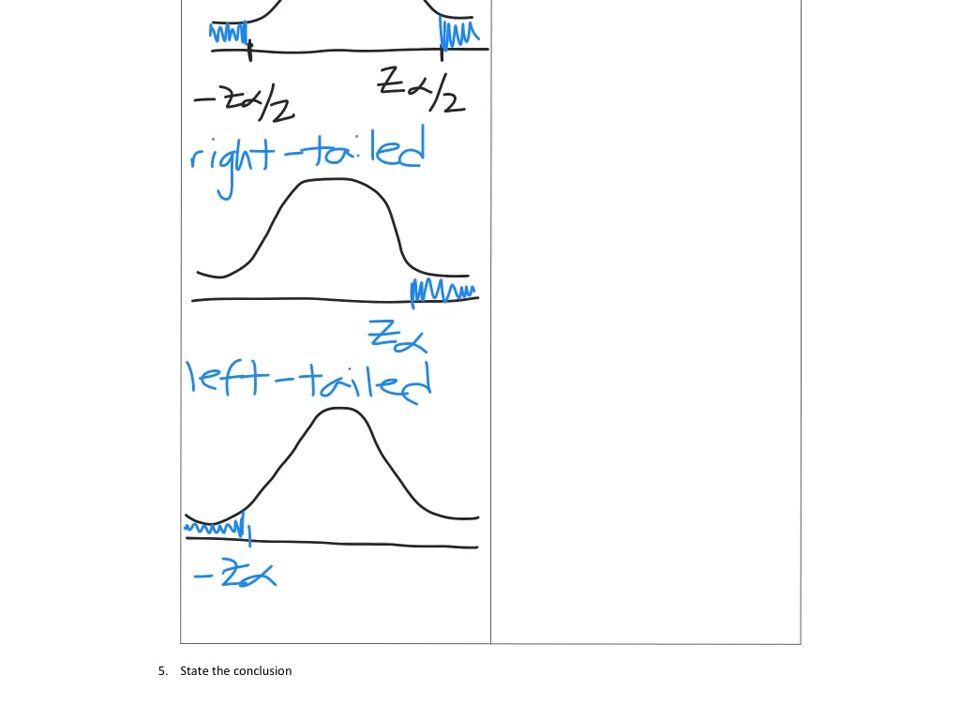 -Zα/2 Zα/2
right-tailed
Zα
left-tailed
-Zα
5. State the conclusion